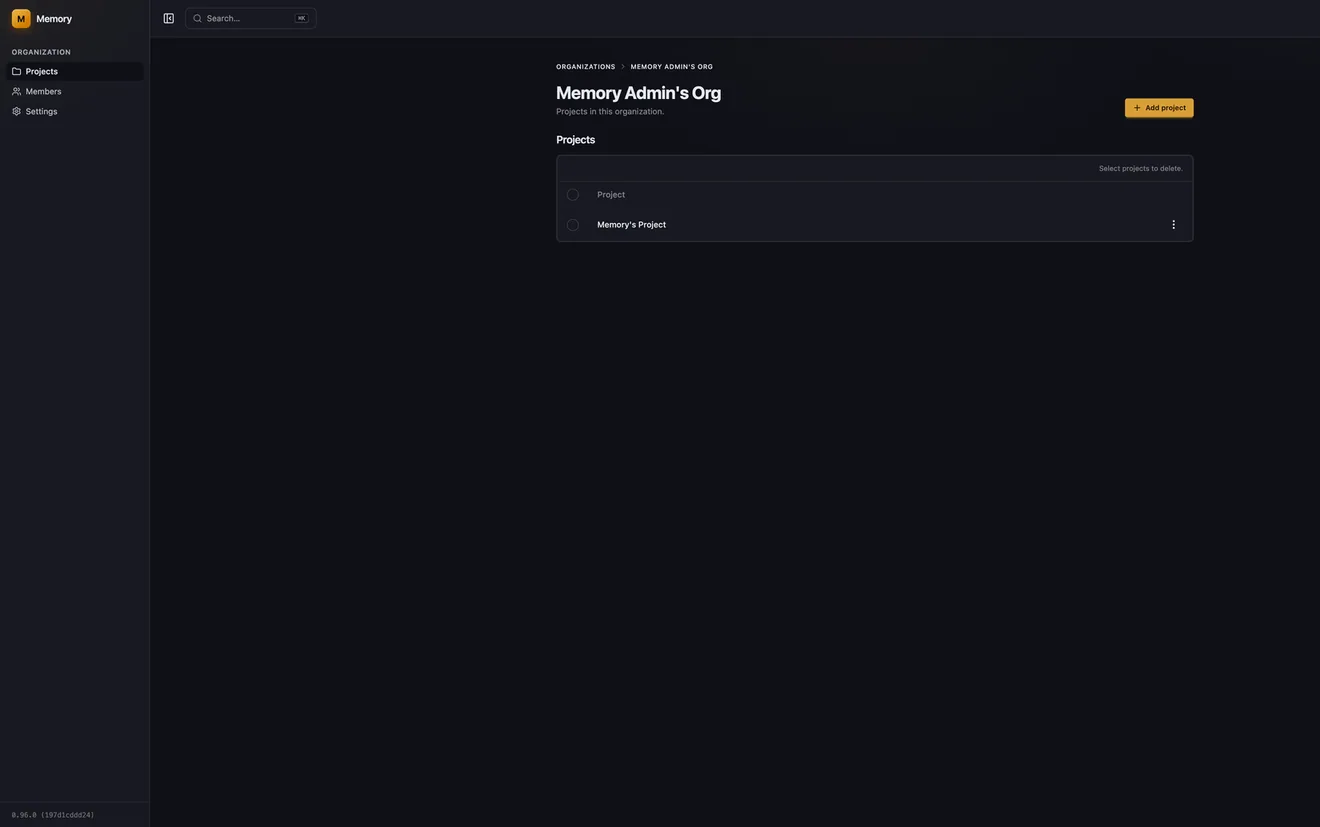 M Memory
Search... ⌘K
ORGANIZATION
Projects
Members
Settings
ORGANIZATIONS > MEMORY ADMIN'S ORG
Memory Admin's Org
Projects in this organization.
+ Add project
Projects
Select projects to delete.
Project
Memory's Project
0.96.0 (197d1cddd24)